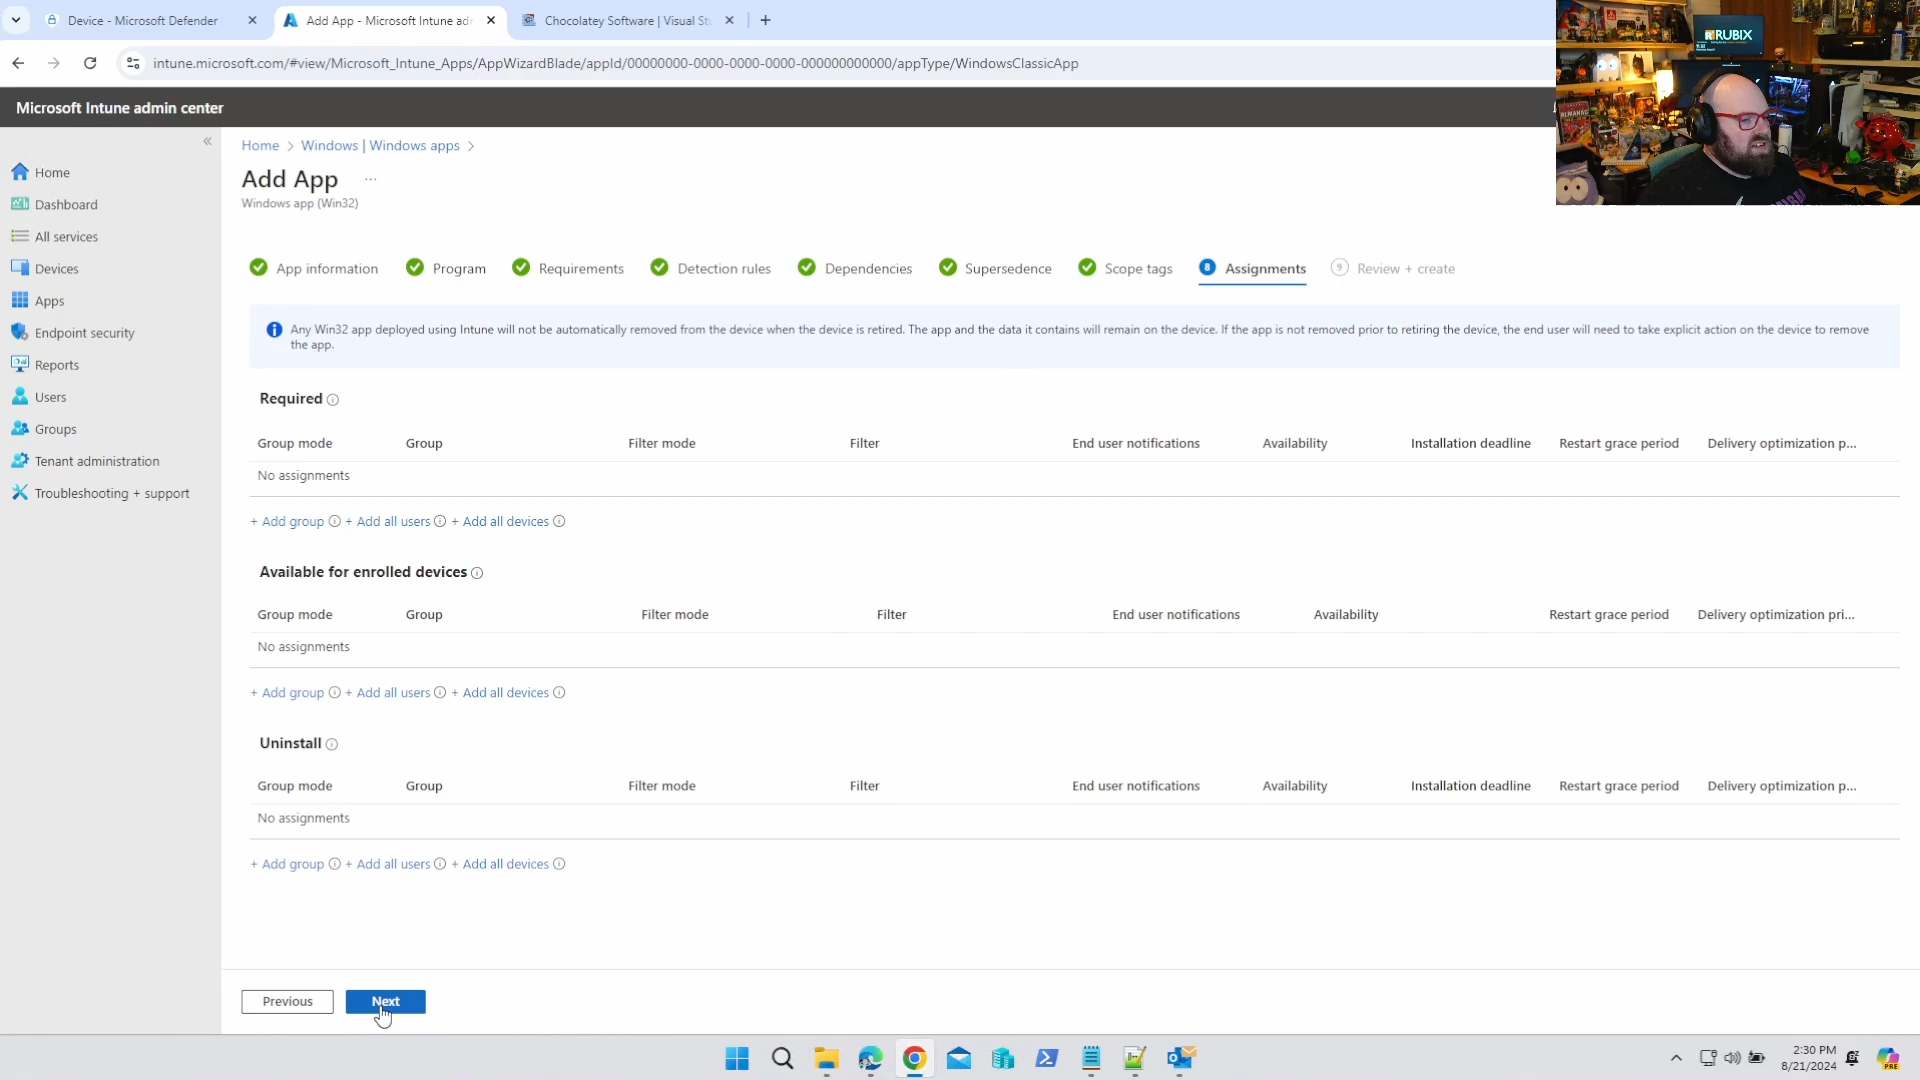 Device - Microsoft Defender
Add App - Microsoft Intune adm
Chocolatey Software | Visual Stu
intune.microsoft.com/#view/Microsoft_Intune_Apps/AppWizardBlade/appId/00000000-0000-0000-0000-000000000000/appType/WindowsClassicApp
RUBIX
Microsoft Intune admin center
Home
Dashboard
All services
Devices
Apps
Endpoint security
Reports
Users
Groups
Tenant administration
Troubleshooting + support
Home > Windows | Windows apps >
Add App ...
Windows app (Win32)
App information Program Requirements Detection rules Dependencies Supersedence Scope tags 8 Assignments 9 Review + create
Any Win32 app deployed using Intune will not be automatically removed from the device when the device is retired. The app and the data it contains will remain on the device. If the app is not removed prior to retiring the device, the end user will need to take explicit action on the device to remove
the app.
Required
Group mode Group Filter mode Filter End user notifications Availability Installation deadline Restart grace period Delivery optimization p...
No assignments
+ Add group + Add all users + Add all devices
Available for enrolled devices
Group mode Group Filter mode Filter End user notifications Availability Restart grace period Delivery optimization pri...
No assignments
+ Add group + Add all users + Add all devices
Uninstall
Group mode Group Filter mode Filter End user notifications Availability Installation deadline Restart grace period Delivery optimization p...
No assignments
+ Add group + Add all users + Add all devices
Previous Next
2:30 PM
8/21/2024
PRE